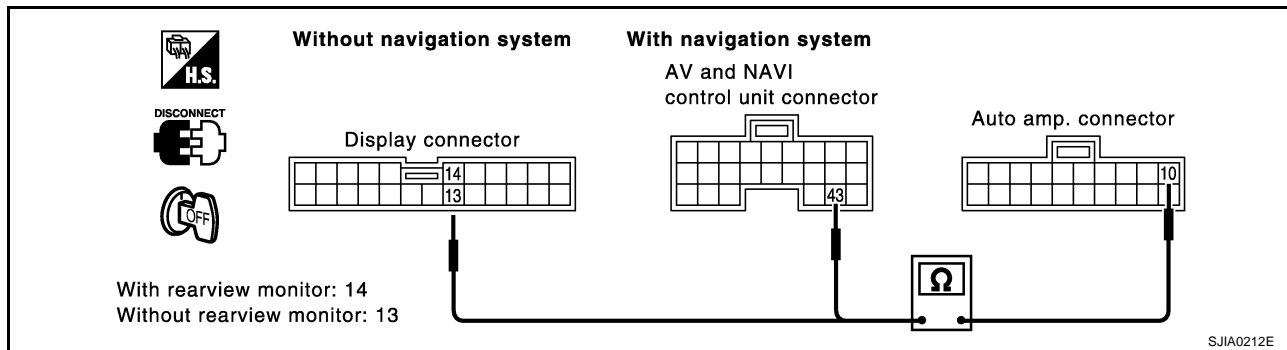 Without navigation system
With navigation system
H.S.
AV and NAVI
control unit connector
DISCONNECT
Display connector
Auto amp. connector
14
13
43
10
OFF
Ω
With rearview monitor: 14
Without rearview monitor: 13
SJIA0212E